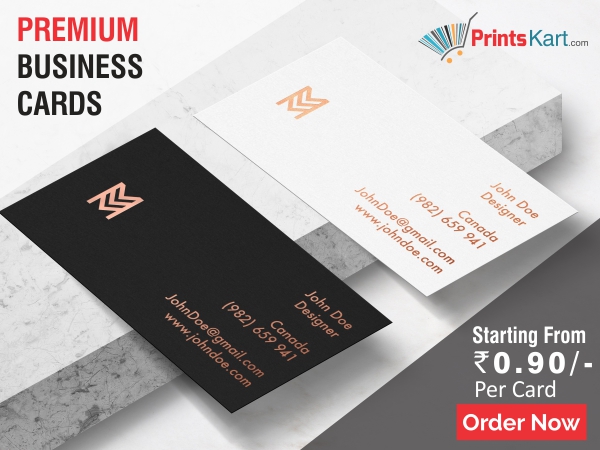 PREMIUM
BUSINESS
CARDS
PrintsKart.com
John Doe
Designer
Canada
(982) 659 941
JohnDoe@gmail.com
www.johndoe.com
John Doe
Designer
Canada
(982) 659 941
JohnDoe@gmail.com
www.johndoe.com
Starting From
₹0.90/-
Per Card
Order Now